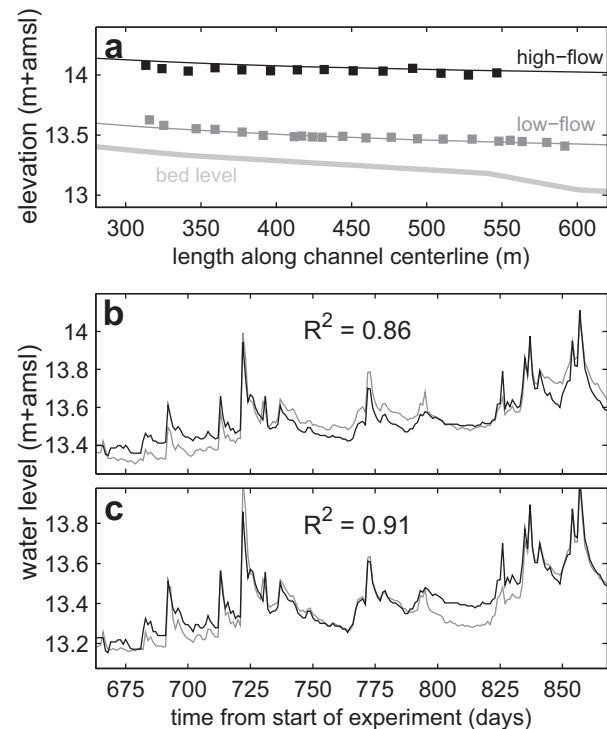 a
high-flow
low-flow
bed level
elevation (m+amsl)
14
13.5
13
300 350 400 450 500 550 600
length along channel centerline (m)
b
R² = 0.86
14
13.8
13.6
13.4
water level (m+amsl)
c
R² = 0.91
13.8
13.6
13.4
13.2
675 700 725 750 775 800 825 850
time from start of experiment (days)